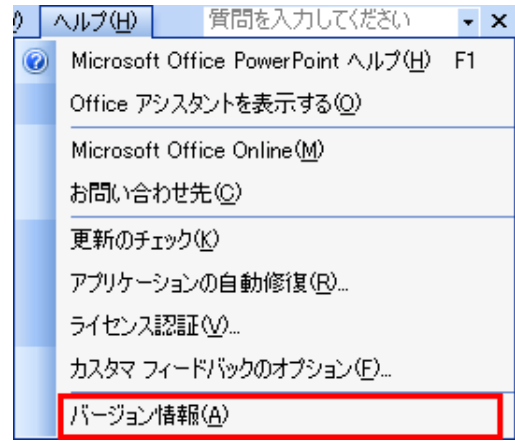 ヘルプ(H) 質問を入力してください
Microsoft Office PowerPoint ヘルプ(H) F1
Office アシスタントを表示する(O)
Microsoft Office Online(M)
お問い合わせ先(C)
更新のチェック(K)
アプリケーションの自動修復(R)...
ライセンス認証(V)...
カスタマ フィードバックのオプション(F)...
バージョン情報(A)